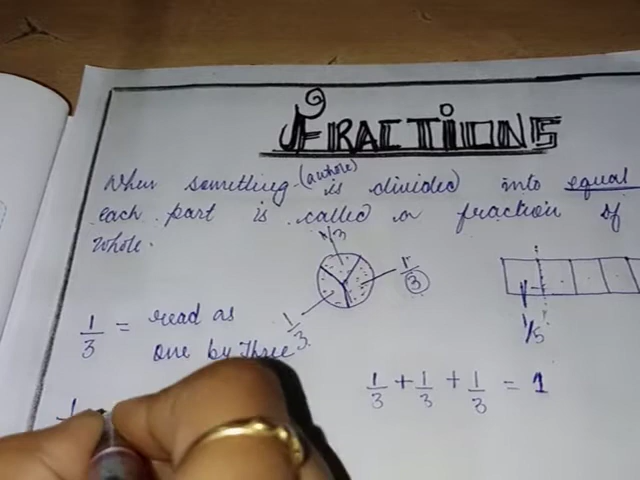 FRACTIONS
When something (a whole) is divided into equal
each part is called a fraction of
whole.
1/3
1/3
1/3
1/5
1/3 = read as
one by three
1/3 + 1/3 + 1/3 = 1
1